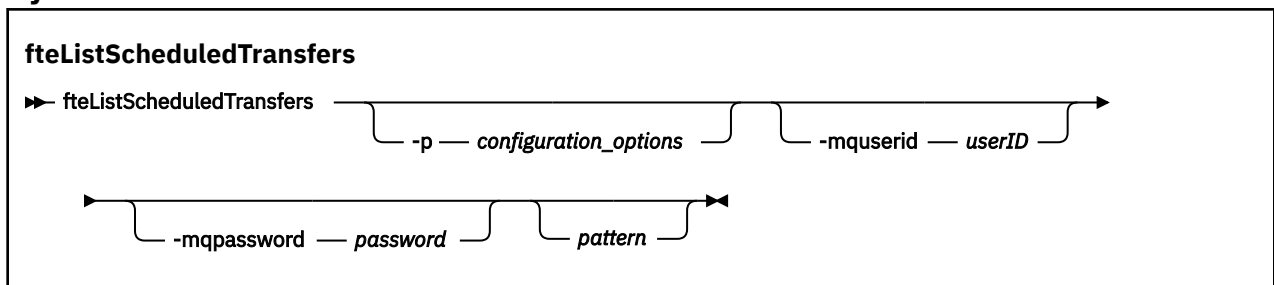 fteListScheduledTransfers
fteListScheduledTransfers
-p configuration_options -mquserid userID
-mqpassword password pattern